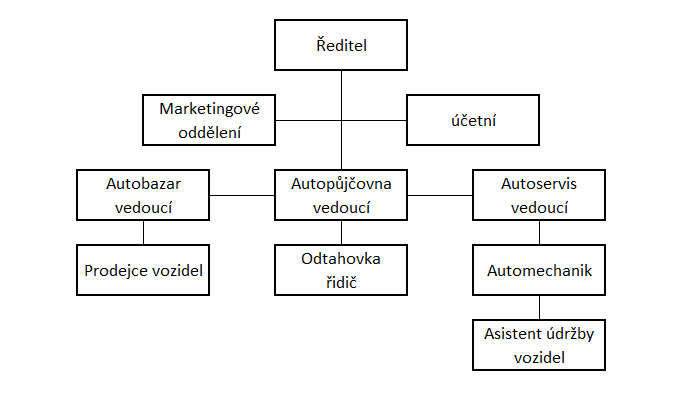 Ředitel
Marketingové
oddělení
účetní
Autobazar
vedoucí
Autopůjčovna
vedoucí
Autoservis
vedoucí
Prodejce vozidel
Odtahovka
řidič
Automechanik
Asistent údržby
vozidel